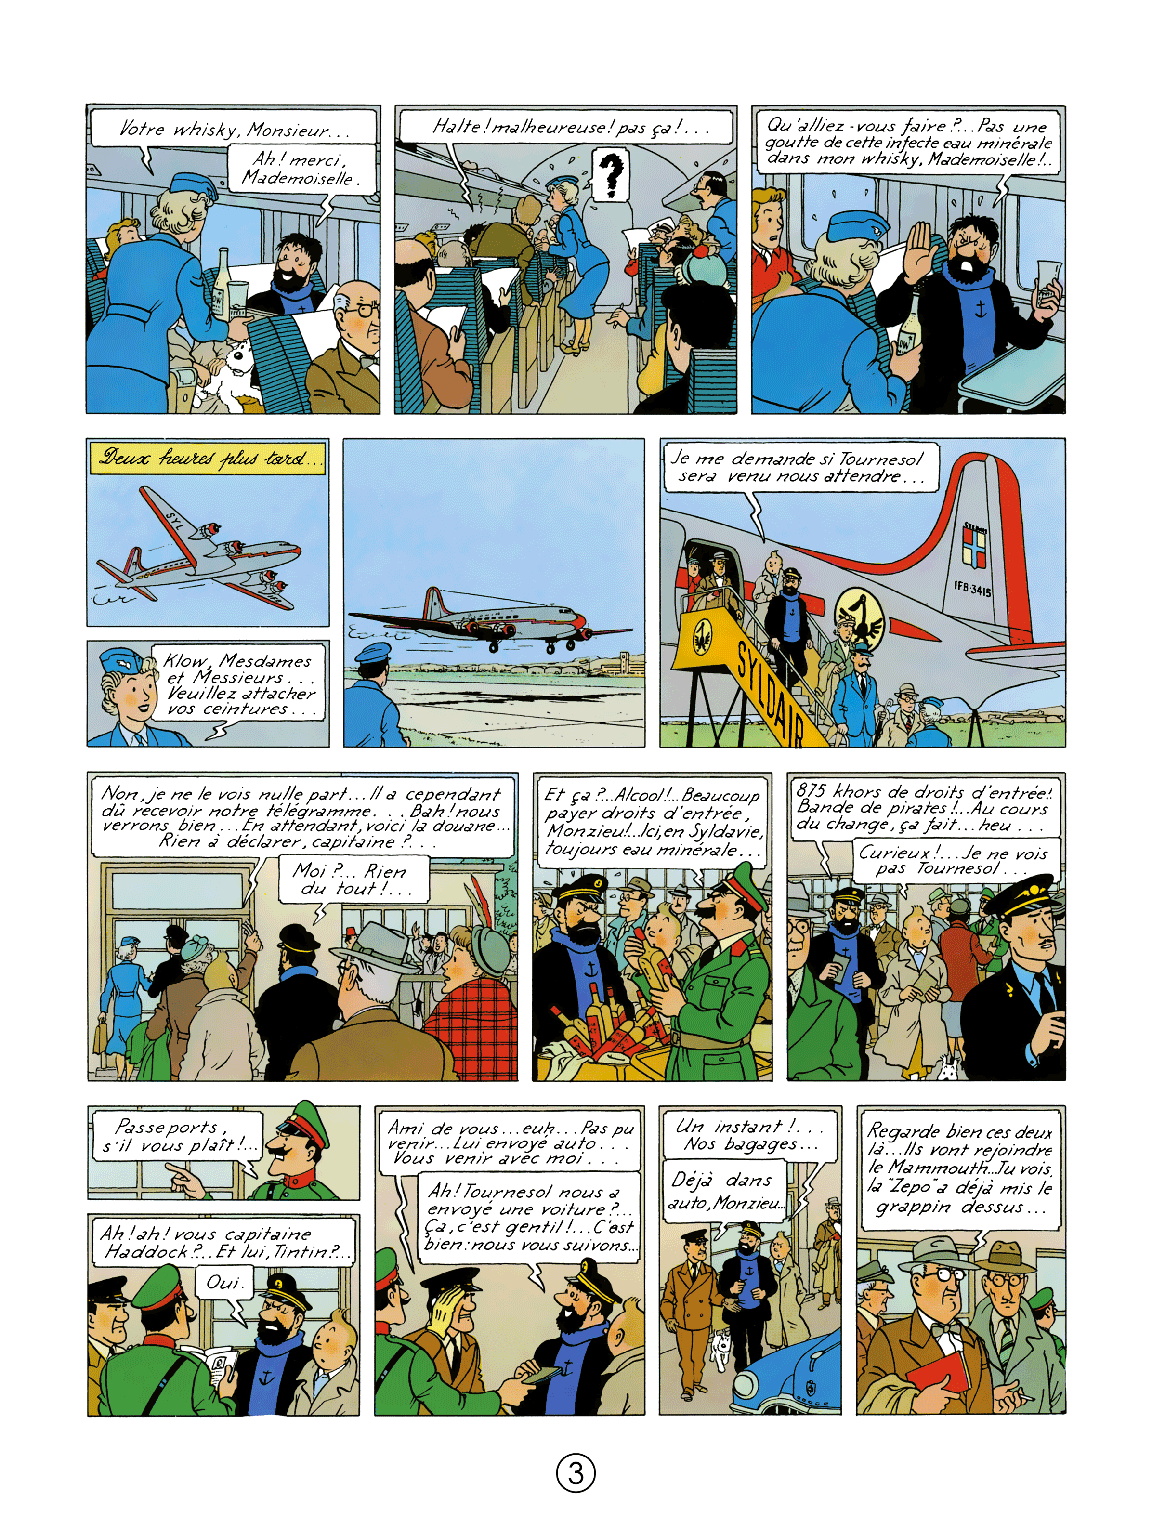 Votre whisky, Monsieur...
Ah! merci,
Mademoiselle.
Halte! malheureuse! pas ça!...
?
Qu'alliez-vous faire?... Pas une
goutte de cette infecte eau minérale
dans mon whisky, Mademoiselle!..
Deux heures plus tard...
SYL
Klow, Mesdames
et Messieurs...
Veuillez attacher
vos ceintures...
Je me demande si Tournesol
sera venu nous attendre...
IFB-3415
SYLDAIR
Non, je ne le vois nulle part... Il a cependant
dû recevoir notre télégramme... Bah! nous
verrons bien... En attendant, voici la douane...
Rien à déclarer, capitaine?...
Moi?... Rien
du tout!...
Et ça?...Alcool!...Beaucoup
payer droits d'entrée,
Monzieu!...Ici, en Syldavie,
toujours eau minérale...
875 khors de droits d'entrée!
Bande de pirates!...Au cours
du change, ça fait... heu...
Curieux!...Je ne vois
pas Tournesol...
Passeports,
s'il vous plaît!...
Ah! ah! vous capitaine
Haddock?...Et lui, Tintin?...
Oui.
Ami de vous...euh...Pas pu
venir...Lui envoyé auto...
Vous venir avec moi...
Ah! Tournesol nous a
envoyé une voiture?...
Ça, c'est gentil!... C'est
bien: nous vous suivons...
Un instant!...
Nos bagages...
Déjà dans
auto, Monzieu...
Regarde bien ces deux
là...Ils vont rejoindre
le Mammouth...Tu vois,
la "Zepo" a déjà mis le
grappin dessus...
3